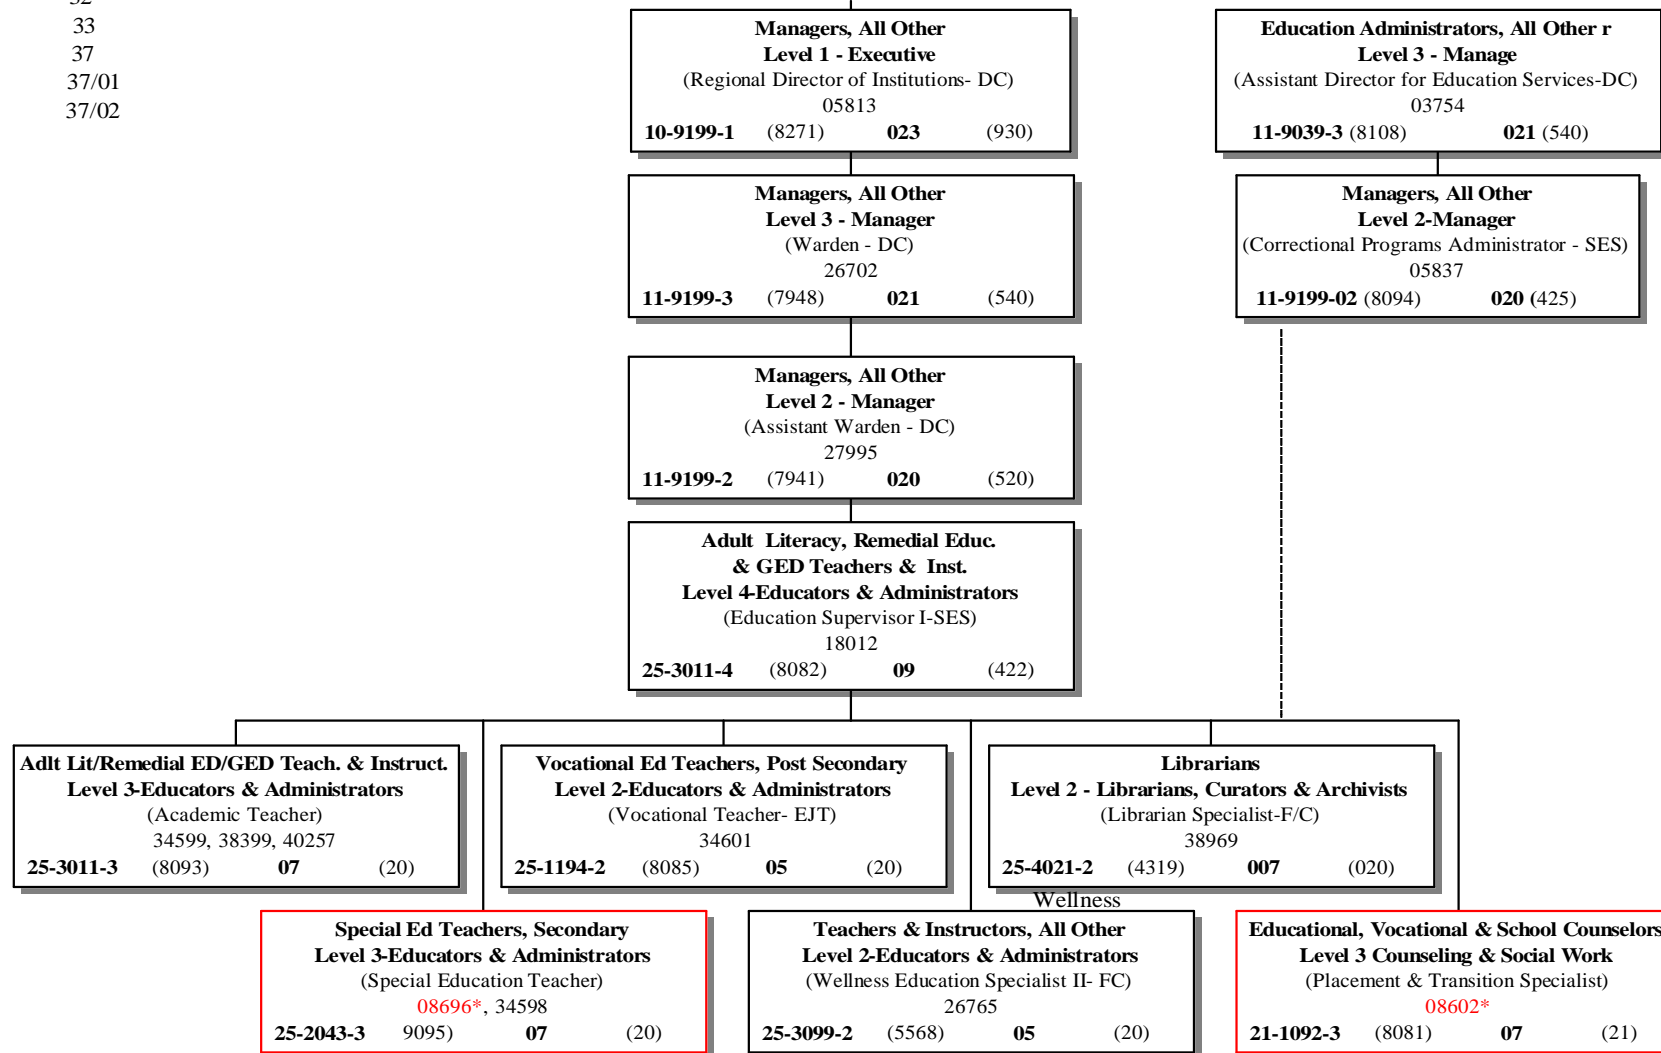 32
33
37
37/01
37/02
Managers, All Other
Level 1 - Executive
(Regional Director of Institutions- DC)
05813
10-9199-1 (8271) 023 (930)
Education Administrators, All Other r
Level 3 - Manage
(Assistant Director for Education Services-DC)
03754
11-9039-3 (8108) 021 (540)
Managers, All Other
Level 3 - Manager
(Warden - DC)
26702
11-9199-3 (7948) 021 (540)
Managers, All Other
Level 2-Manager
(Correctional Programs Administrator - SES)
05837
11-9199-02 (8094) 020 (425)
Managers, All Other
Level 2 - Manager
(Assistant Warden - DC)
27995
11-9199-2 (7941) 020 (520)
Adult Literacy, Remedial Educ.
& GED Teachers & Inst.
Level 4-Educators & Administrators
(Education Supervisor I-SES)
18012
25-3011-4 (8082) 09 (422)
Adlt Lit/Remedial ED/GED Teach. & Instruct.
Level 3-Educators & Administrators
(Academic Teacher)
34599, 38399, 40257
25-3011-3 (8093) 07 (20)
Vocational Ed Teachers, Post Secondary
Level 2-Educators & Administrators
(Vocational Teacher- EJT)
34601
25-1194-2 (8085) 05 (20)
Librarians
Level 2 - Librarians, Curators & Archivists
(Librarian Specialist-F/C)
38969
25-4021-2 (4319) 007 (020)
Wellness
Special Ed Teachers, Secondary
Level 3-Educators & Administrators
(Special Education Teacher)
08696*, 34598
25-2043-3 9095) 07 (20)
Teachers & Instructors, All Other
Level 2-Educators & Administrators
(Wellness Education Specialist II- FC)
26765
25-3099-2 (5568) 05 (20)
Educational, Vocational & School Counselors
Level 3 Counseling & Social Work
(Placement & Transition Specialist)
08602*
21-1092-3 (8081) 07 (21)